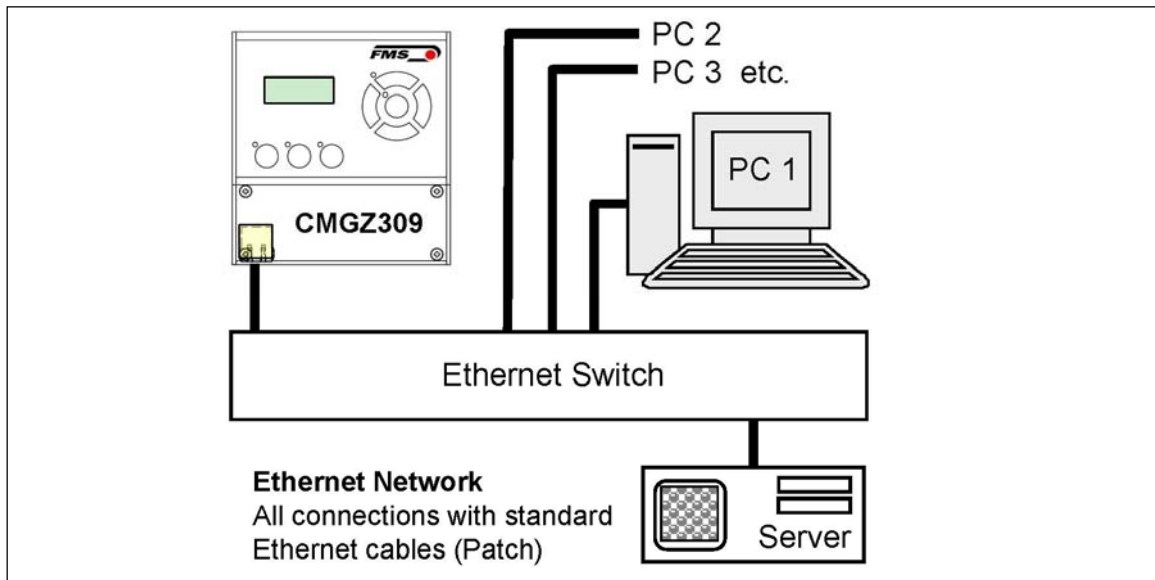 FMS
PC 2
PC 3 etc.
PC 1
CMGZ309
Ethernet Switch
Ethernet Network
All connections with standard
Ethernet cables (Patch)
Server